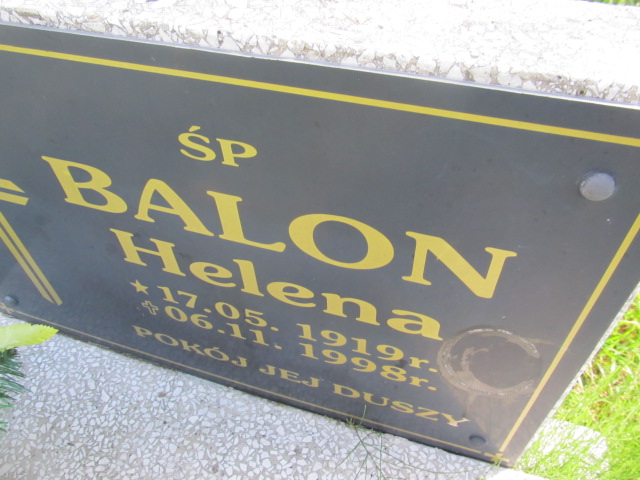 ŚP
BALON
Helena
★ 17.05. 1919r.
✝ 06.11. 1998r.
POKÓJ JEJ DUSZY